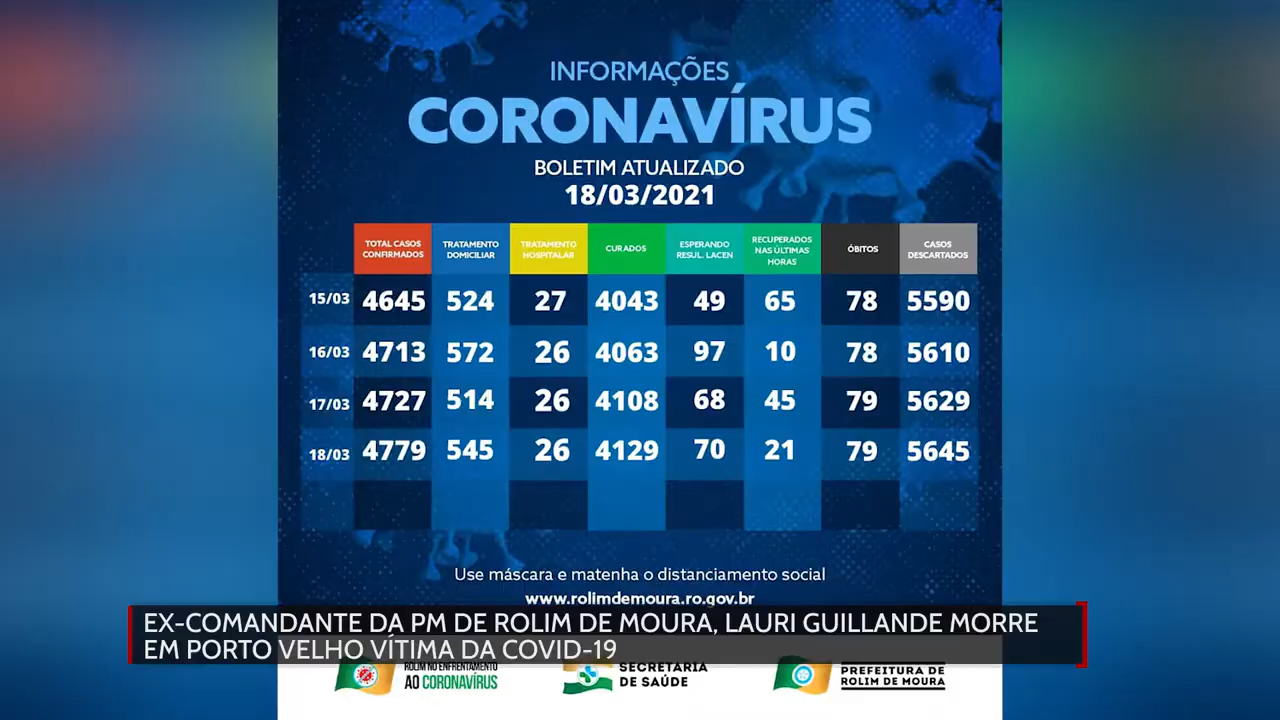 INFORMAÇÕES
CORONAVÍRUS
BOLETIM ATUALIZADO
18/03/2021
TOTAL CASOS CONFIRMADOS TRATAMENTO DOMICILIAR TRATAMENTO HOSPITALAR CURADOS ESPERANDO RESUL. LACEN RECUPERADOS NAS ÚLTIMAS HORAS ÓBITOS CASOS DESCARTADOS
15/03 4645 524 27 4043 49 65 78 5590
16/03 4713 572 26 4063 97 10 78 5610
17/03 4727 514 26 4108 68 45 79 5629
18/03 4779 545 26 4129 70 21 79 5645
Use máscara e matenha o distanciamento social
www.rolimdemoura.ro.gov.br
EX-COMANDANTE DA PM DE ROLIM DE MOURA, LAURI GUILLANDE MORRE
EM PORTO VELHO VÍTIMA DA COVID-19
ROLIM NO ENFRENTAMENTO
AO CORONAVÍRUS
SECRETARIA
DE SAÚDE
PREFEITURA DE
ROLIM DE MOURA